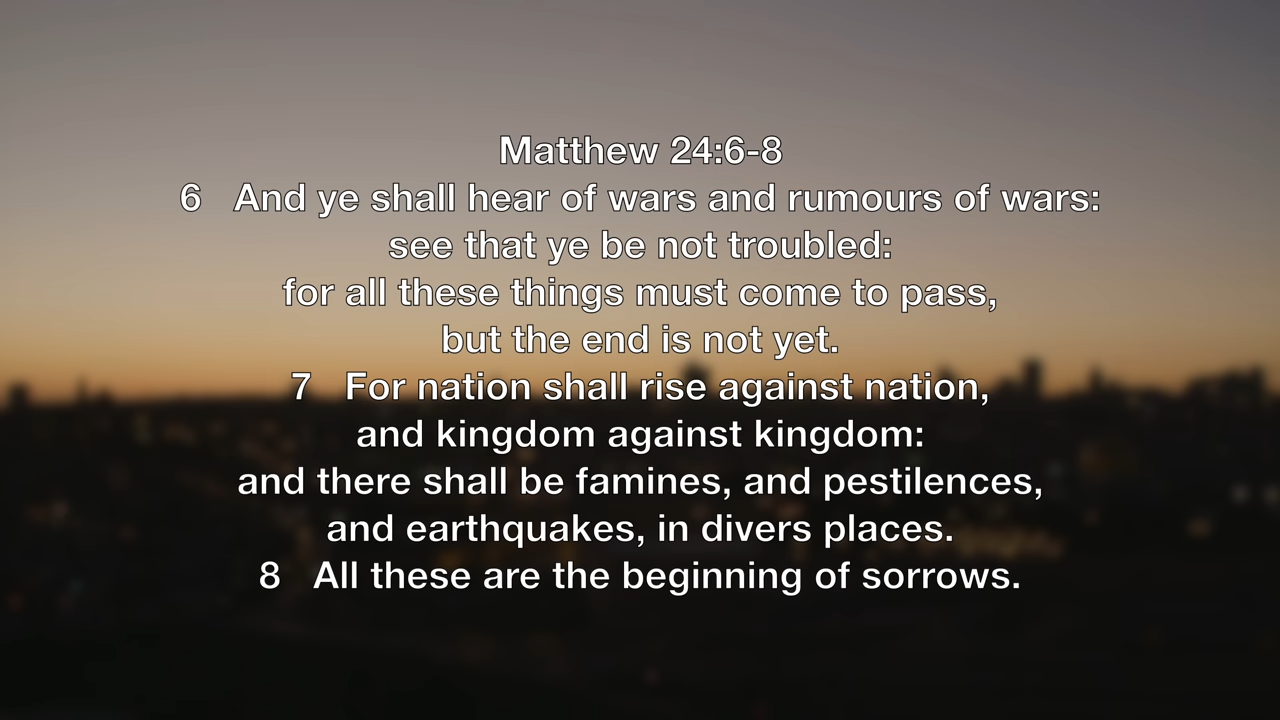 Matthew 24:6-8
6 And ye shall hear of wars and rumours of wars:
see that ye be not troubled:
for all these things must come to pass,
but the end is not yet.
7 For nation shall rise against nation,
and kingdom against kingdom:
and there shall be famines, and pestilences,
and earthquakes, in divers places.
8 All these are the beginning of sorrows.